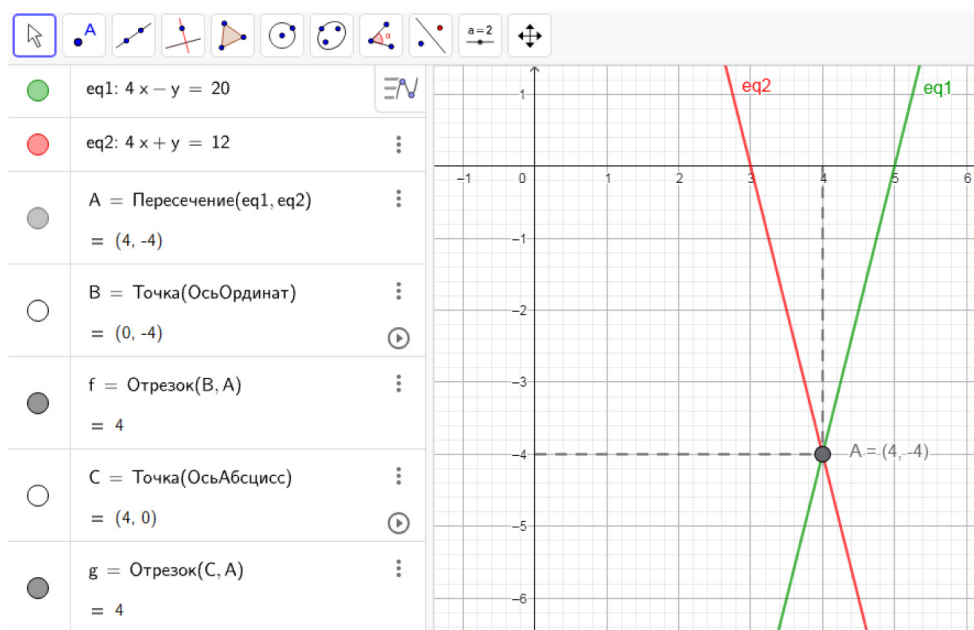 A
α
a = 2
eq1: 4 x − y = 20
eq2: 4 x + y = 12
A = Пересечение(eq1, eq2)
= (4, -4)
B = Точка(ОсьОрдинат)
= (0, -4)
f = Отрезок(B, A)
= 4
C = Точка(ОсьАбсцисс)
= (4, 0)
g = Отрезок(C, A)
= 4
eq2
eq1
1
−1
0
1
2
3
4
5
6
−1
−2
−3
−4
A = (4, -4)
−5
−6